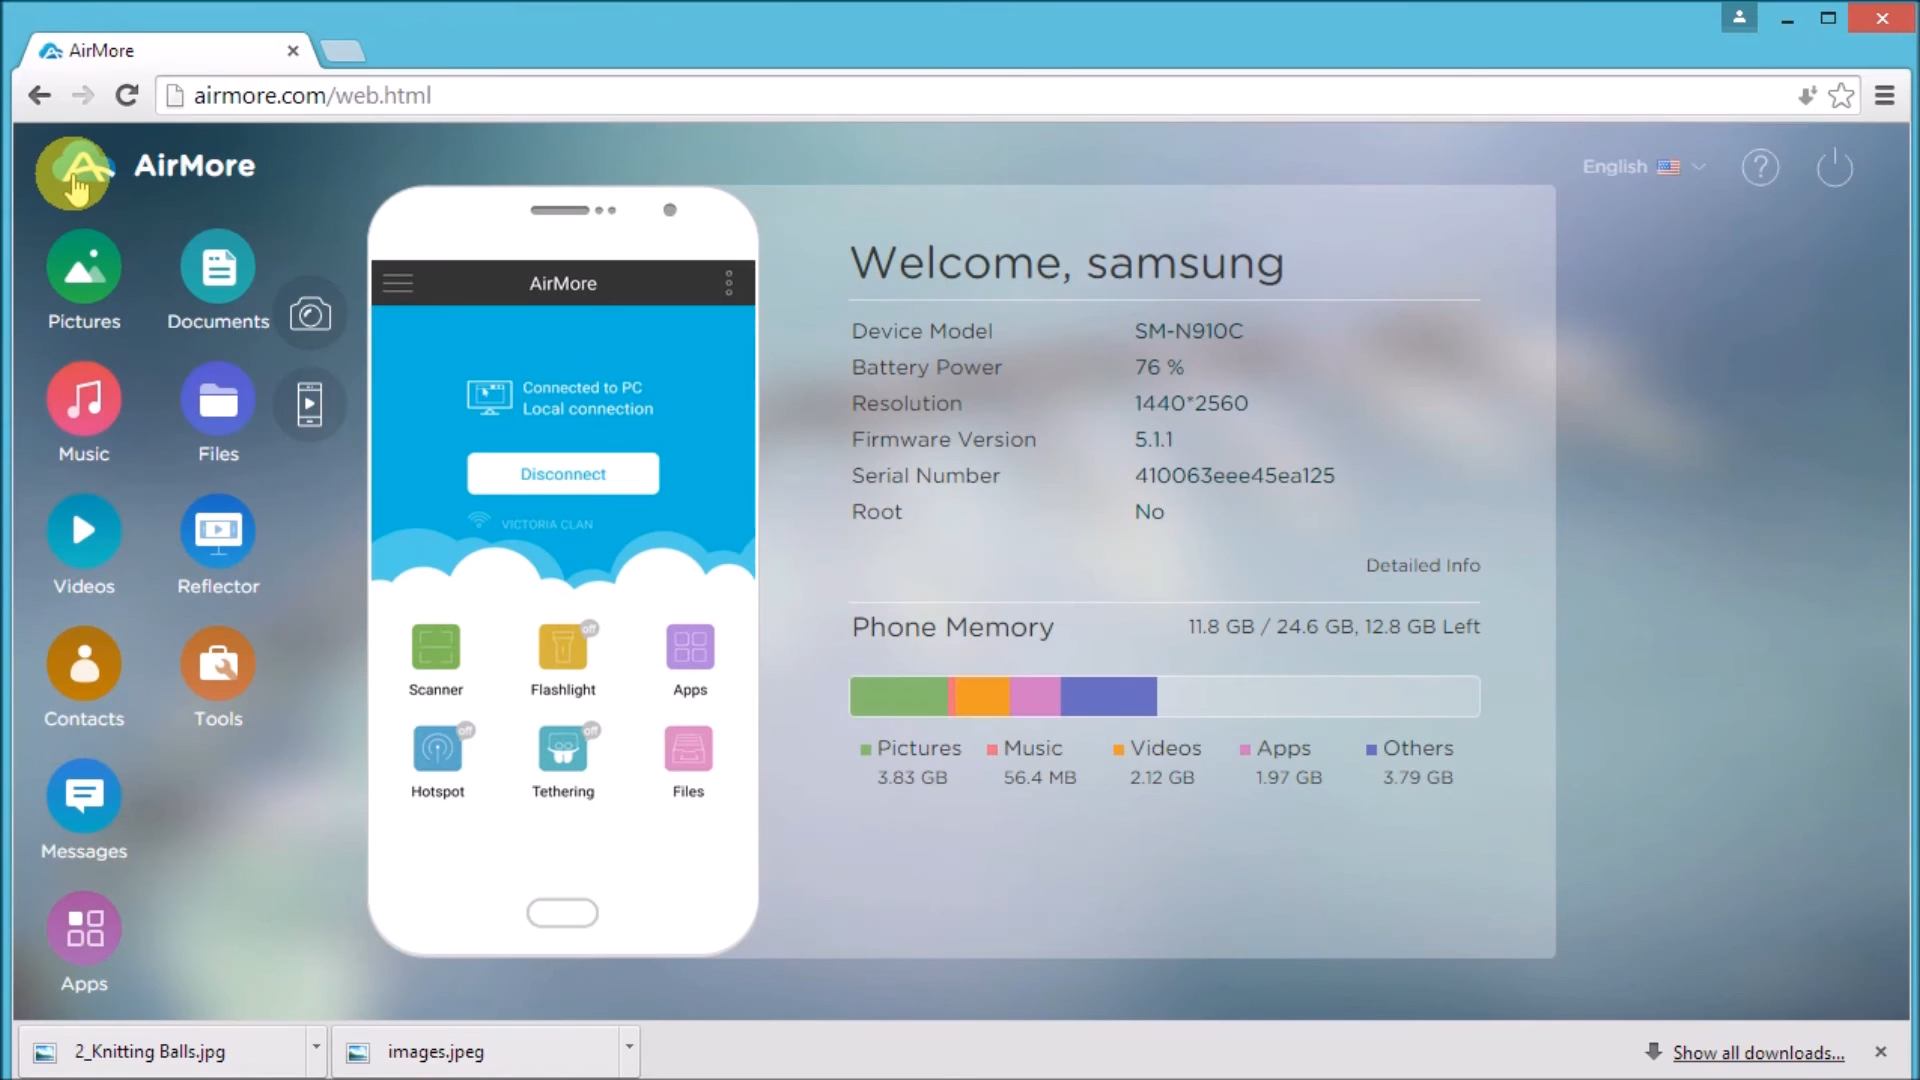 AirMore
airmore.com/web.html
AirMore
English
Pictures
Documents
Music
Files
Videos
Reflector
Contacts
Tools
Messages
Apps
AirMore
Connected to PC
Local connection
Disconnect
VICTORIA CLAN
off
Scanner
Flashlight
Apps
off
off
Hotspot
Tethering
Files
Welcome, samsung
Device Model SM-N910C
Battery Power 76 %
Resolution 1440*2560
Firmware Version 5.1.1
Serial Number 410063eee45ea125
Root No
Detailed Info
Phone Memory 11.8 GB / 24.6 GB, 12.8 GB Left
Pictures Music Videos Apps Others
3.83 GB 56.4 MB 2.12 GB 1.97 GB 3.79 GB
2_Knitting Balls.jpg
images.jpeg
Show all downloads...